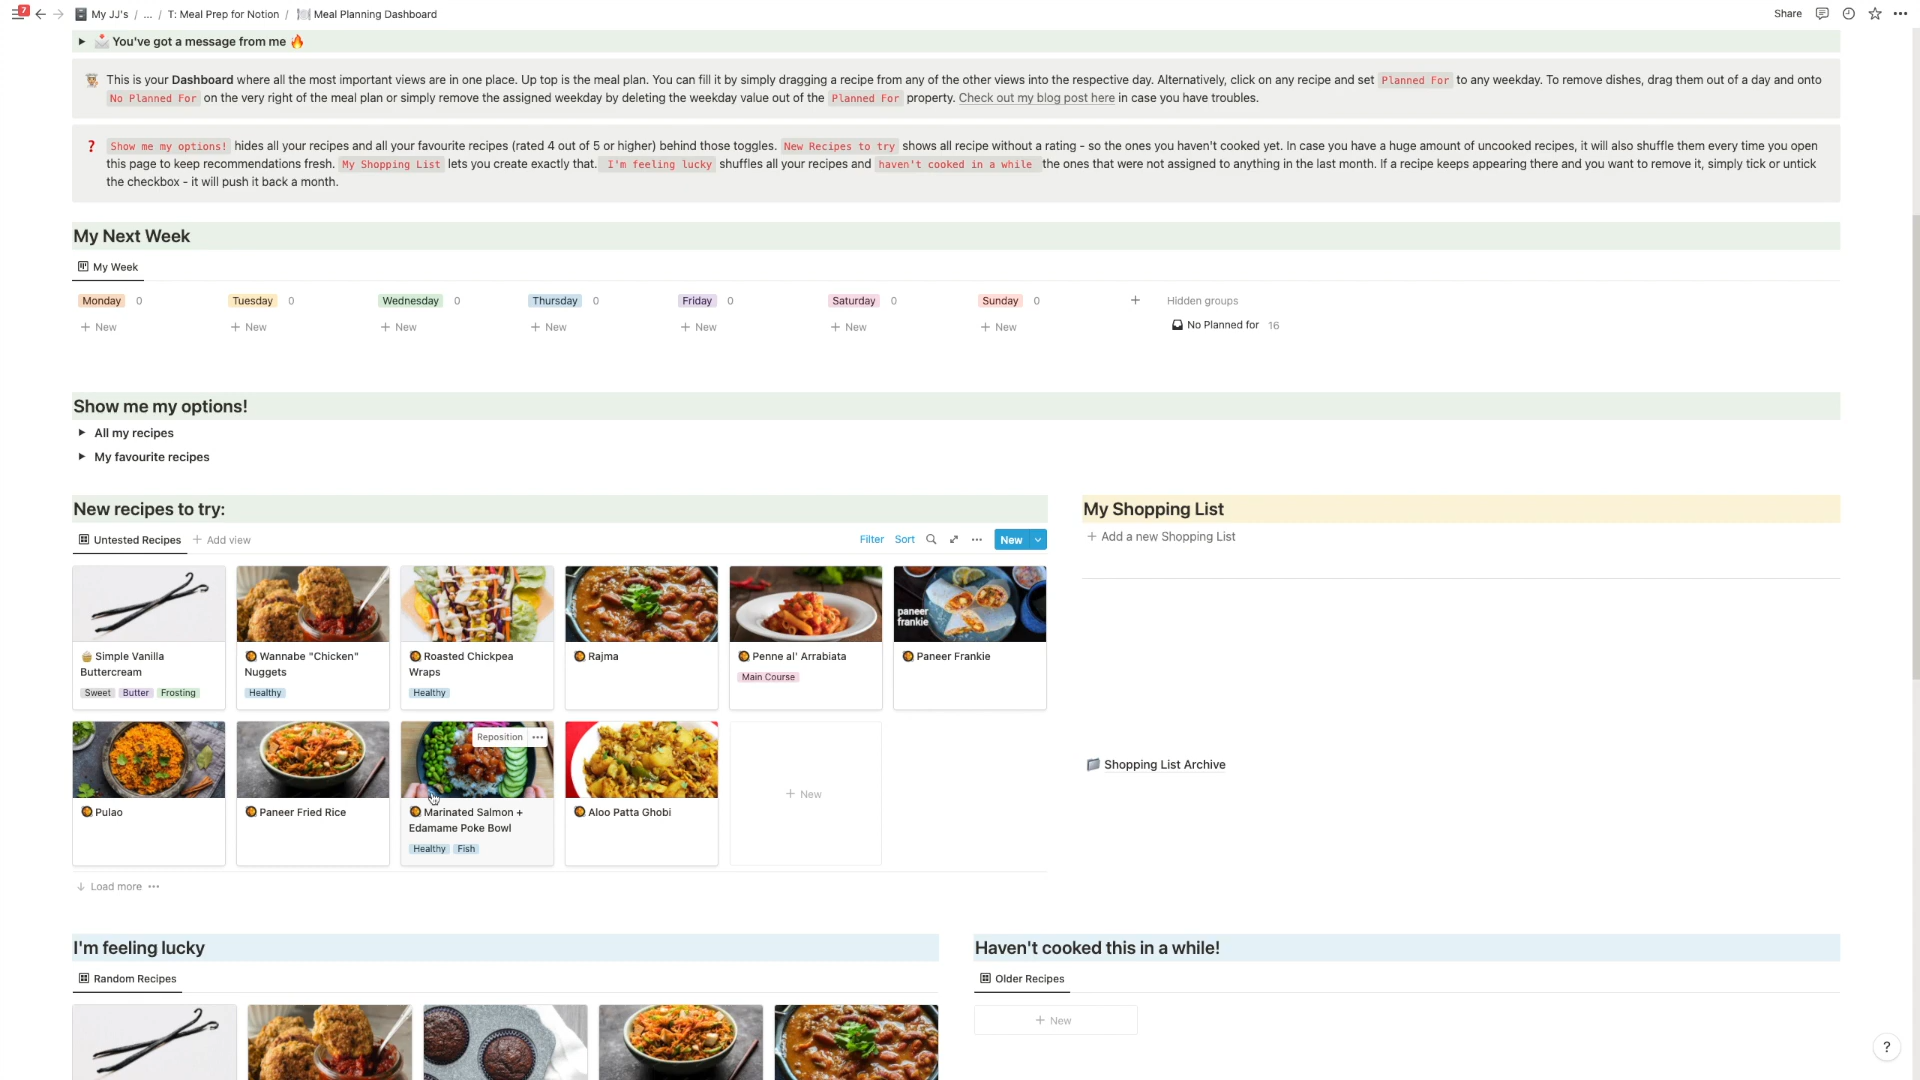 7
My JJ's / ... / T: Meal Prep for Notion / Meal Planning Dashboard
Share
You've got a message from me
This is your Dashboard where all the most important views are in one place. Up top is the meal plan. You can fill it by simply dragging a recipe from any of the other views into the respective day. Alternatively, click on any recipe and set Planned For to any weekday. To remove dishes, drag them out of a day and onto
No Planned For on the very right of the meal plan or simply remove the assigned weekday by deleting the weekday value out of the Planned For property. Check out my blog post here in case you have troubles.
? Show me my options! hides all your recipes and all your favourite recipes (rated 4 out of 5 or higher) behind those toggles. New Recipes to try shows all recipe without a rating - so the ones you haven't cooked yet. In case you have a huge amount of uncooked recipes, it will also shuffle them every time you open
this page to keep recommendations fresh. My Shopping List lets you create exactly that. I'm feeling lucky shuffles all your recipes and haven't cooked in a while the ones that were not assigned to anything in the last month. If a recipe keeps appearing there and you want to remove it, simply tick or untick
the checkbox - it will push it back a month.
My Next Week
My Week
Monday 0 Tuesday 0 Wednesday 0 Thursday 0 Friday 0 Saturday 0 Sunday 0 + Hidden groups
+ New + New + New + New + New + New + New No Planned for 16
Show me my options!
All my recipes
My favourite recipes
New recipes to try:
Untested Recipes + Add view Filter Sort New
paneer
frankie
Simple Vanilla
Buttercream
Sweet Butter Frosting
Wannabe "Chicken"
Nuggets
Healthy
Roasted Chickpea
Wraps
Healthy
Rajma
Penne al' Arrabiata
Main Course
Paneer Frankie
Reposition
Pulao
Paneer Fried Rice
Marinated Salmon +
Edamame Poke Bowl
Healthy Fish
Aloo Patta Ghobi
+ New
Load more
My Shopping List
+ Add a new Shopping List
Shopping List Archive
I'm feeling lucky
Random Recipes
Haven't cooked this in a while!
Older Recipes
+ New
?